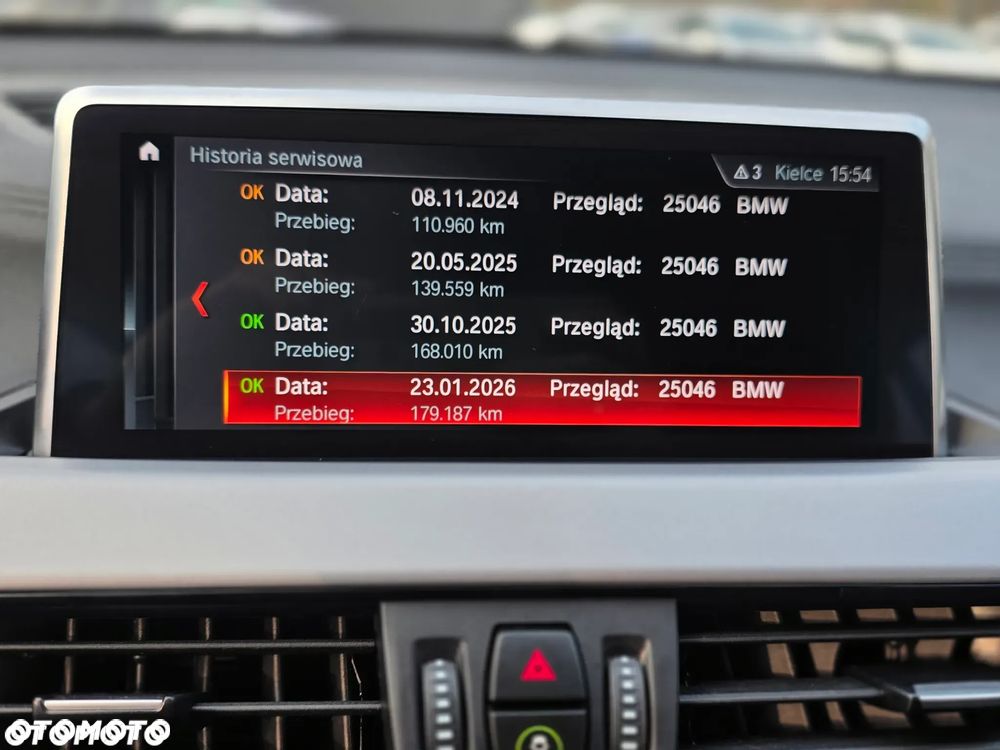 Historia serwisowa
3 Kielce 15:54
OK Data: 08.11.2024 Przegląd: 25046 BMW
Przebieg: 110.960 km
OK Data: 20.05.2025 Przegląd: 25046 BMW
Przebieg: 139.559 km
OK Data: 30.10.2025 Przegląd: 25046 BMW
Przebieg: 168.010 km
OK Data: 23.01.2026 Przegląd: 25046 BMW
Przebieg: 179.187 km
OTOMOTO